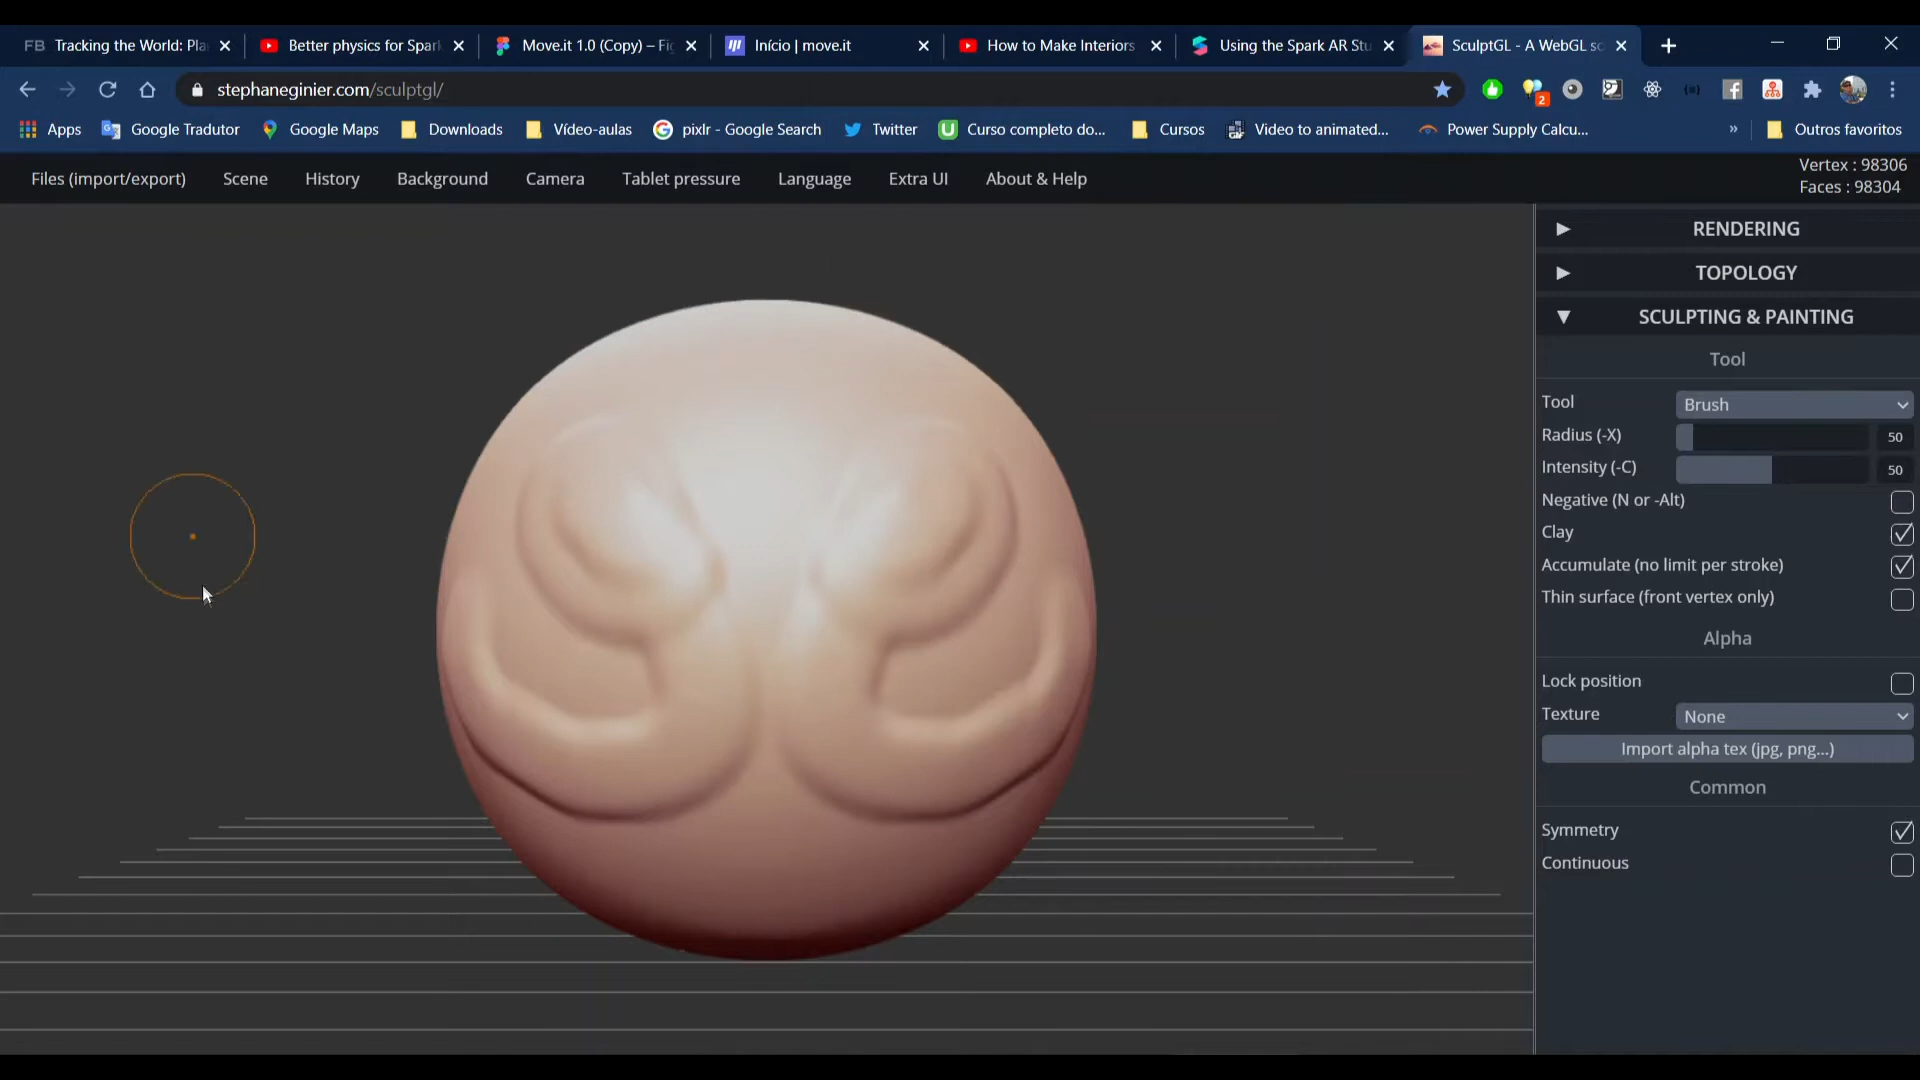 FB Tracking the World: Pla
Better physics for Spark
Move.it 1.0 (Copy) – Fig
Início | move.it
How to Make Interiors
Using the Spark AR Stu
SculptGL - A WebGL sc
stephaneginier.com/sculptgl/
2
Apps
Google Tradutor
Google Maps
Downloads
Vídeo-aulas
pixlr - Google Search
Twitter
Curso completo do...
Cursos
Video to animated...
Power Supply Calcu...
»
Outros favoritos
Files (import/export)
Scene
History
Background
Camera
Tablet pressure
Language
Extra UI
About & Help
Vertex : 98306
Faces : 98304
RENDERING
TOPOLOGY
SCULPTING & PAINTING
Tool
Tool Brush
Radius (-X) 50
Intensity (-C) 50
Negative (N or -Alt)
Clay
Accumulate (no limit per stroke)
Thin surface (front vertex only)
Alpha
Lock position
Texture None
Import alpha tex (jpg, png...)
Common
Symmetry
Continuous